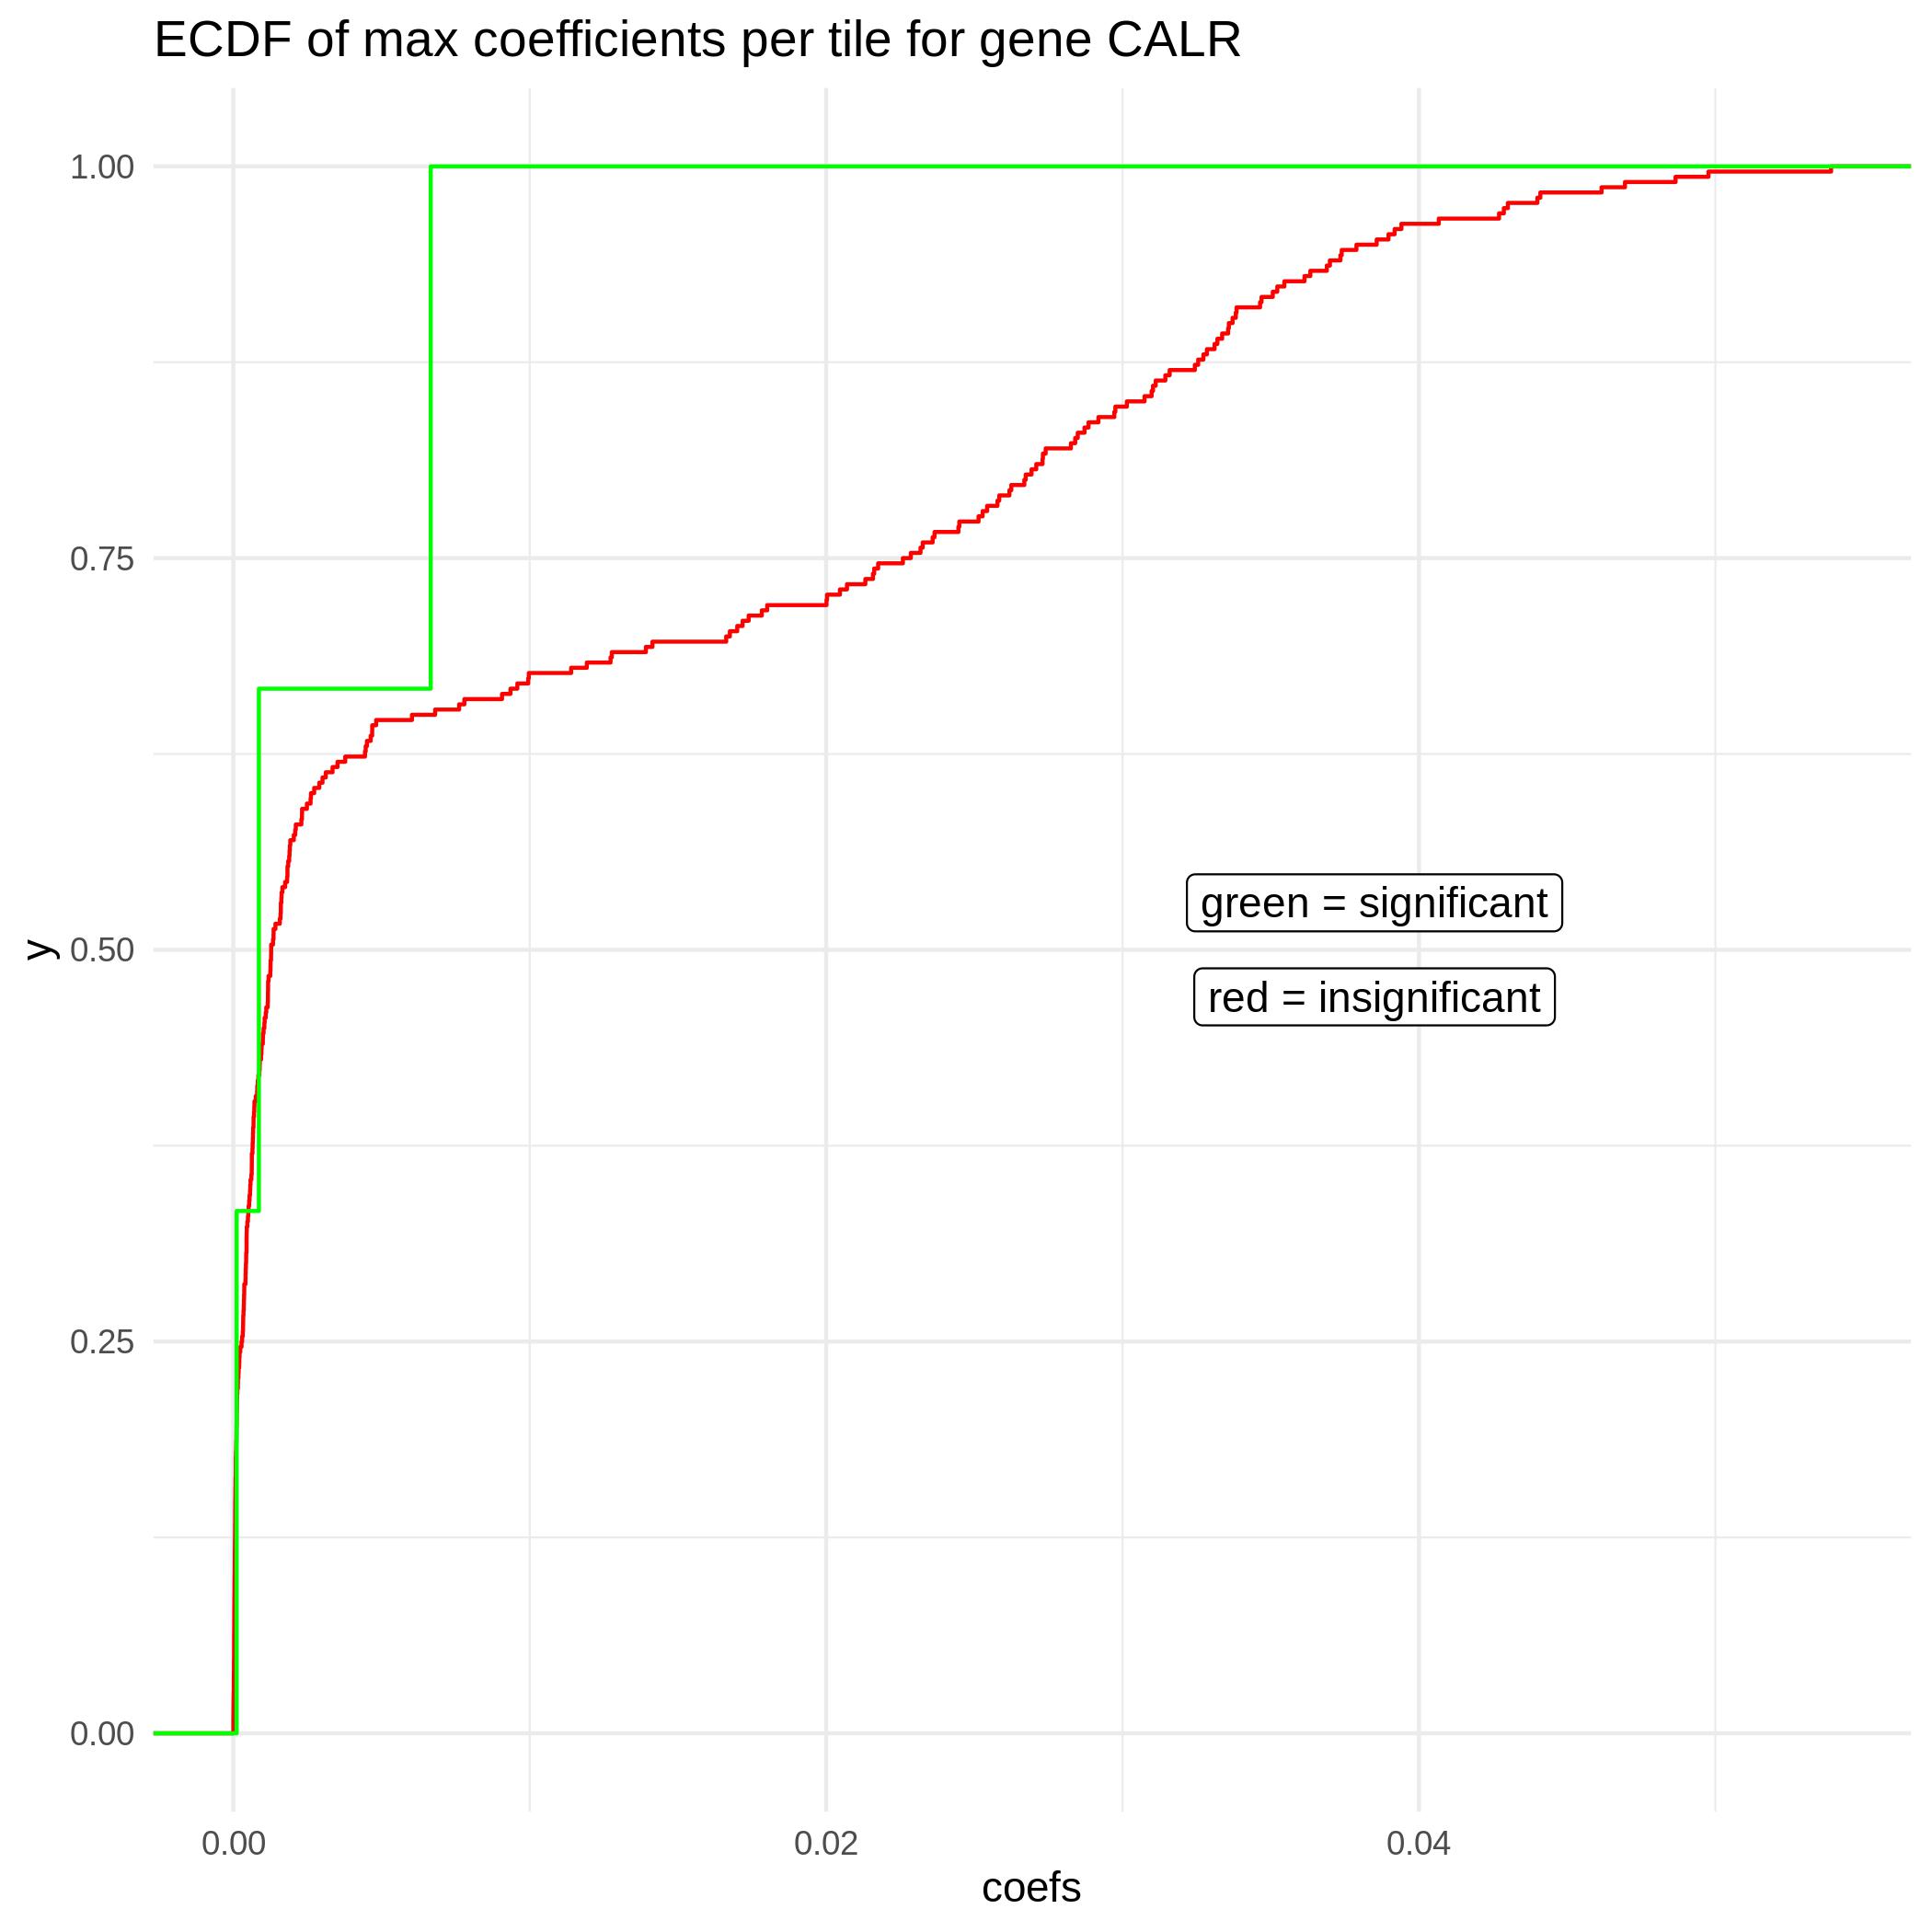 ECDF of max coefficients per tile for gene CALR
1.00
0.75
0.50
0.25
0.00
y
green = significant
red = insignificant
0.00 0.02 0.04
coefs